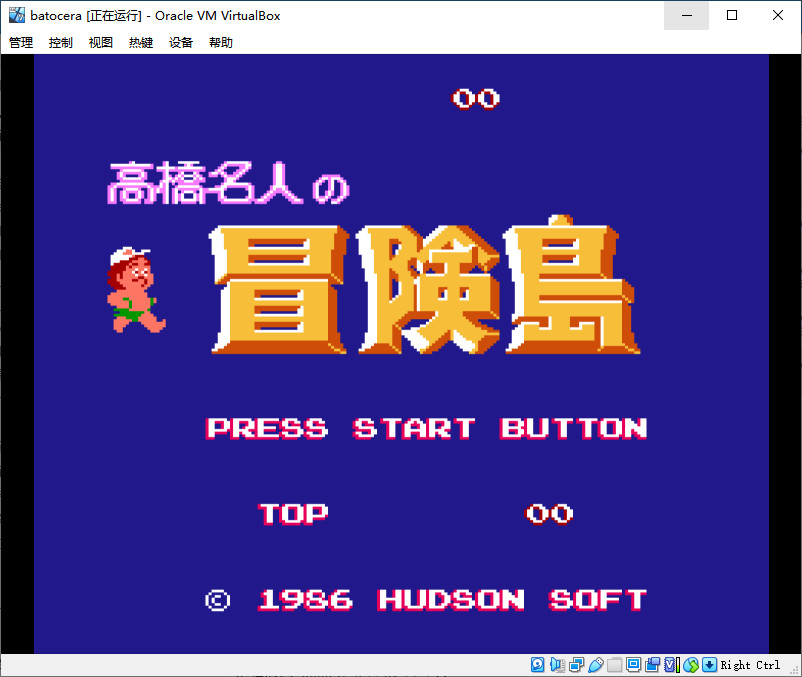 batocera [正在运行] - Oracle VM VirtualBox
管理 控制 视图 热键 设备 帮助
00
高橋名人の
冒険島
PRESS START BUTTON
TOP 00
© 1986 HUDSON SOFT
Right Ctrl